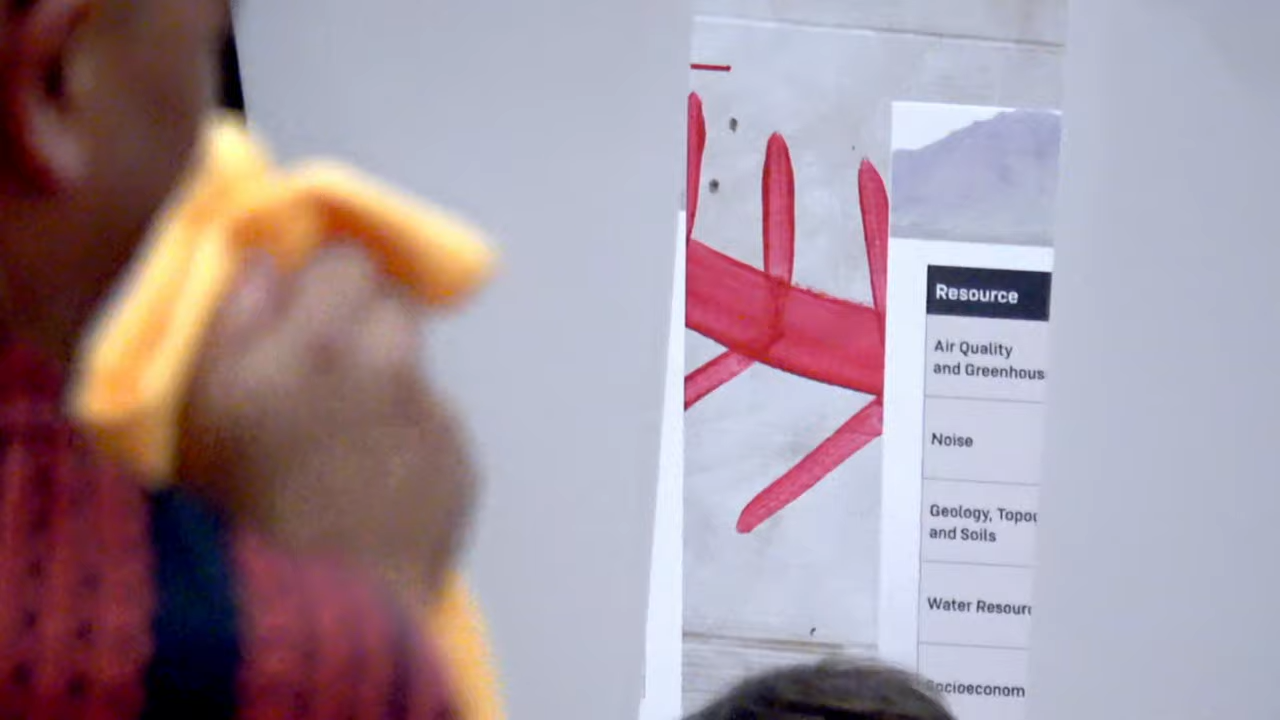 Resource
Air Quality
and Greenhous
Noise
Geology, Topo
and Soils
Water Resour
Socioeconom